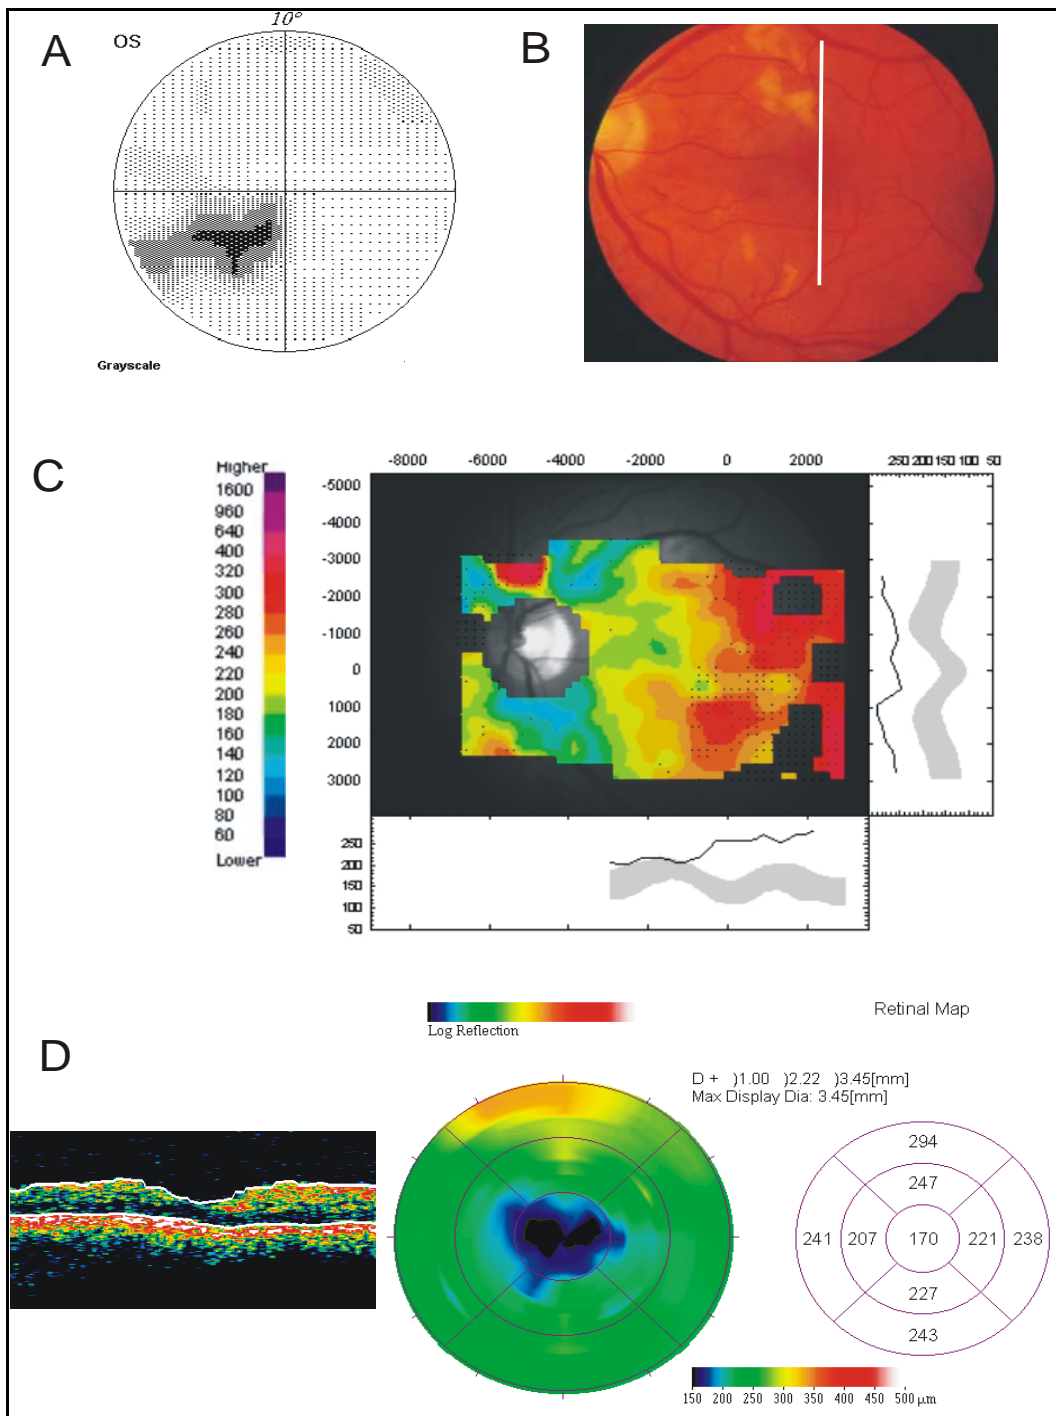 A
OS
10°
B
Grayscale
C
Higher
1600
960
640
400
320
300
280
260
240
220
200
180
160
140
120
100
80
60
Lower
-8000 -6000 -4000 -2000 0 2000
250 200 150 100 50
-5000
-4000
-3000
-2000
-1000
0
1000
2000
3000
250
200
150
100
50
Log Reflection
Retinal Map
D
D + )1.00 )2.22 )3.45[mm]
Max Display Dia: 3.45[mm]
294
247
241 207 170 221 238
227
243
150 200 250 300 350 400 450 500 µm